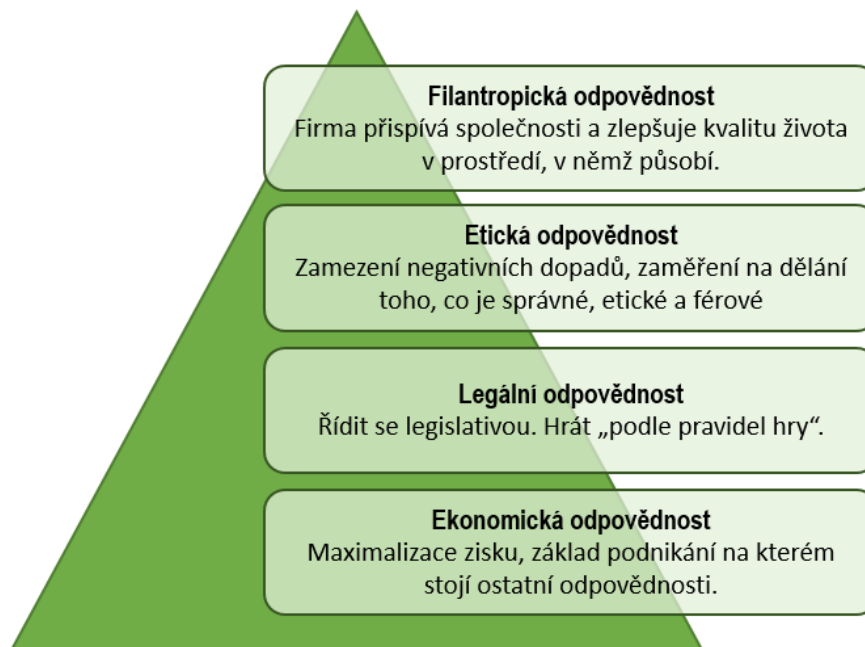 Filantropická odpovědnost
Firma přispívá společnosti a zlepšuje kvalitu života
v prostředí, v němž působí.
Etická odpovědnost
Zamezení negativních dopadů, zaměření na dělání
toho, co je správné, etické a férové
Legální odpovědnost
Řídit se legislativou. Hrát „podle pravidel hry“.
Ekonomická odpovědnost
Maximalizace zisku, základ podnikání na kterém
stojí ostatní odpovědnosti.